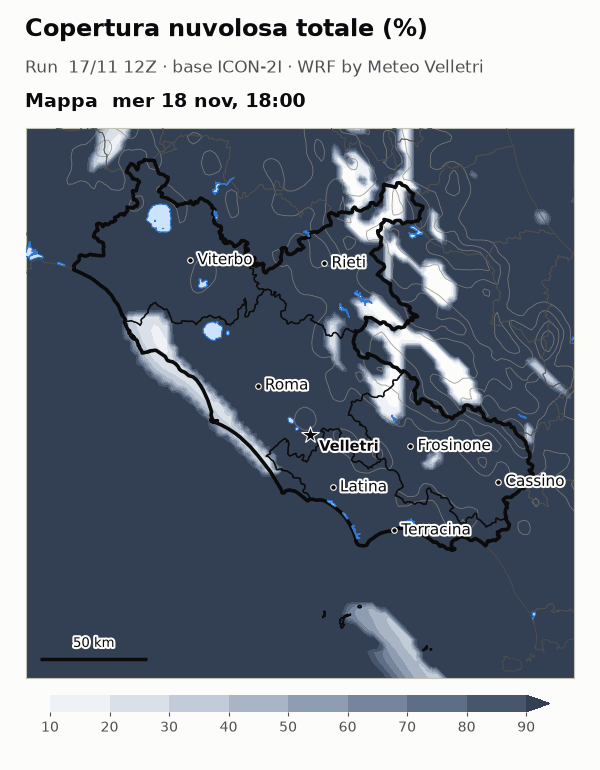 Copertura nuvolosa totale (%)
Run  17/11 12Z · base ICON-2I · WRF by Meteo Velletri
Mappa  mer 18 nov, 18:00
Viterbo
Rieti
Roma
Velletri
Frosinone
Latina
Cassino
Terracina
50 km
10 20 30 40 50 60 70 80 90